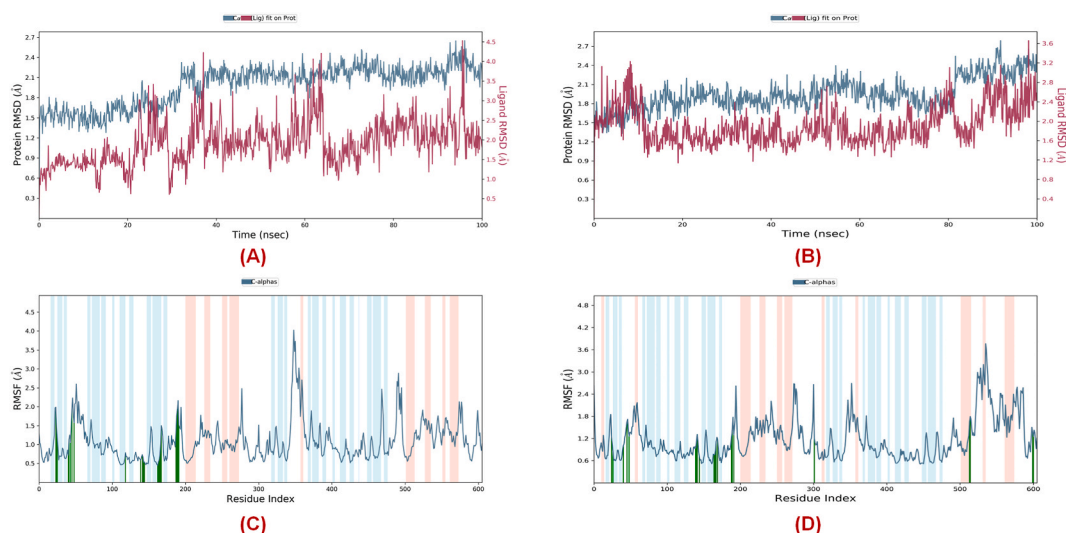 (Lig) fit on Prot
(Lig) fit on Prot
Protein RMSD (Å)
2.7
2.4
2.1
1.8
1.5
1.2
0.9
0.6
0.3
4.5
4.0
3.5
3.0
2.5
2.0
1.5
1.0
0.5
Ligand RMSD (Å)
0 20 40 60 80 100
Time (nsec)
(A)
Protein RMSD (Å)
2.7
2.4
2.1
1.8
1.5
1.2
0.9
0.6
0.3
3.6
3.2
2.8
2.4
2.0
1.6
1.2
0.8
0.4
Ligand RMSD (Å)
0 20 40 60 80 100
Time (nsec)
(B)
C-alphas
RMSF (Å)
4.5
4.0
3.5
3.0
2.5
2.0
1.5
1.0
0.5
0 100 200 300 400 500 600
Residue Index
(C)
C-alphas
RMSF (Å)
4.8
4.2
3.6
3.0
2.4
1.8
1.2
0.6
0 100 200 300 400 500 600
Residue Index
(D)